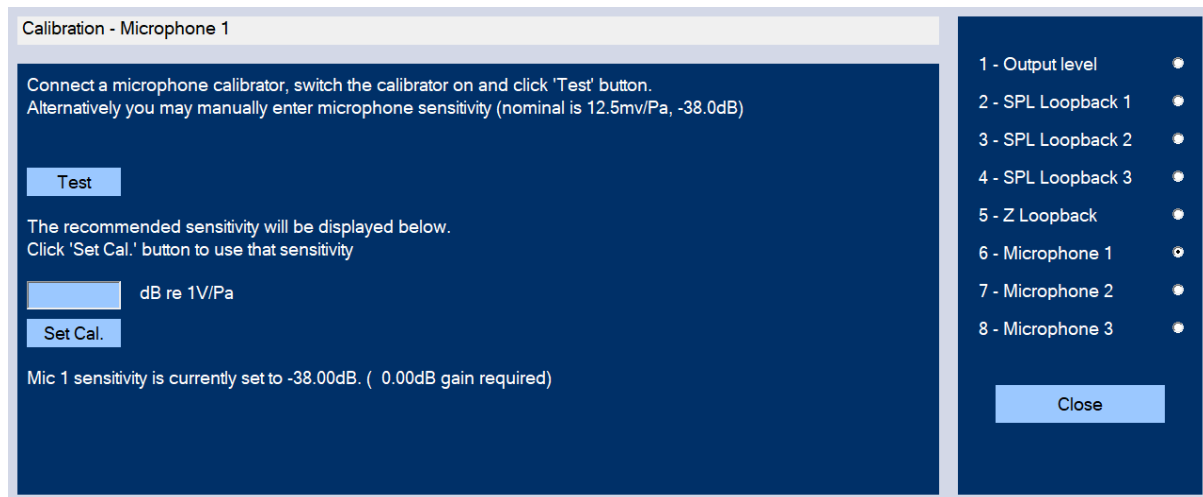 Calibration - Microphone 1
Connect a microphone calibrator, switch the calibrator on and click 'Test' button.
Alternatively you may manually enter microphone sensitivity (nominal is 12.5mv/Pa, -38.0dB)
Test
The recommended sensitivity will be displayed below.
Click 'Set Cal.' button to use that sensitivity
dB re 1V/Pa
Set Cal.
Mic 1 sensitivity is currently set to -38.00dB. ( 0.00dB gain required)
1 - Output level
2 - SPL Loopback 1
3 - SPL Loopback 2
4 - SPL Loopback 3
5 - Z Loopback
6 - Microphone 1
7 - Microphone 2
8 - Microphone 3
Close